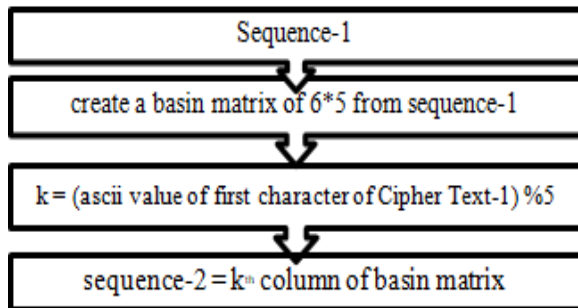 Sequence-1
create a basin matrix of 6*5 from sequence-1
k = (ascii value of first character of Cipher Text-1) %5
sequence-2 = kᵗʰ column of basin matrix